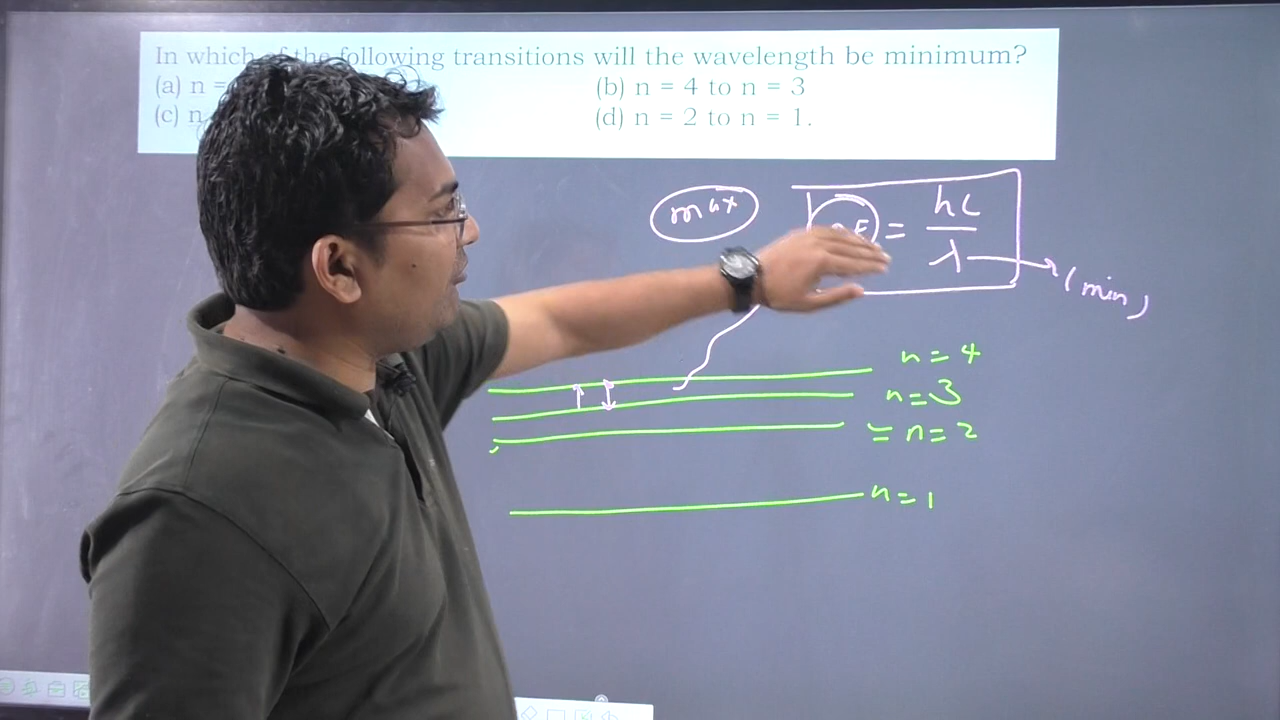 In which of the following transitions will the wavelength be minimum?
(a) n =
(b) n = 4 to n = 3
(c) n
(d) n = 2 to n = 1.
max
= hc
λ
(min)
n = 4
n = 3
= n = 2
n = 1